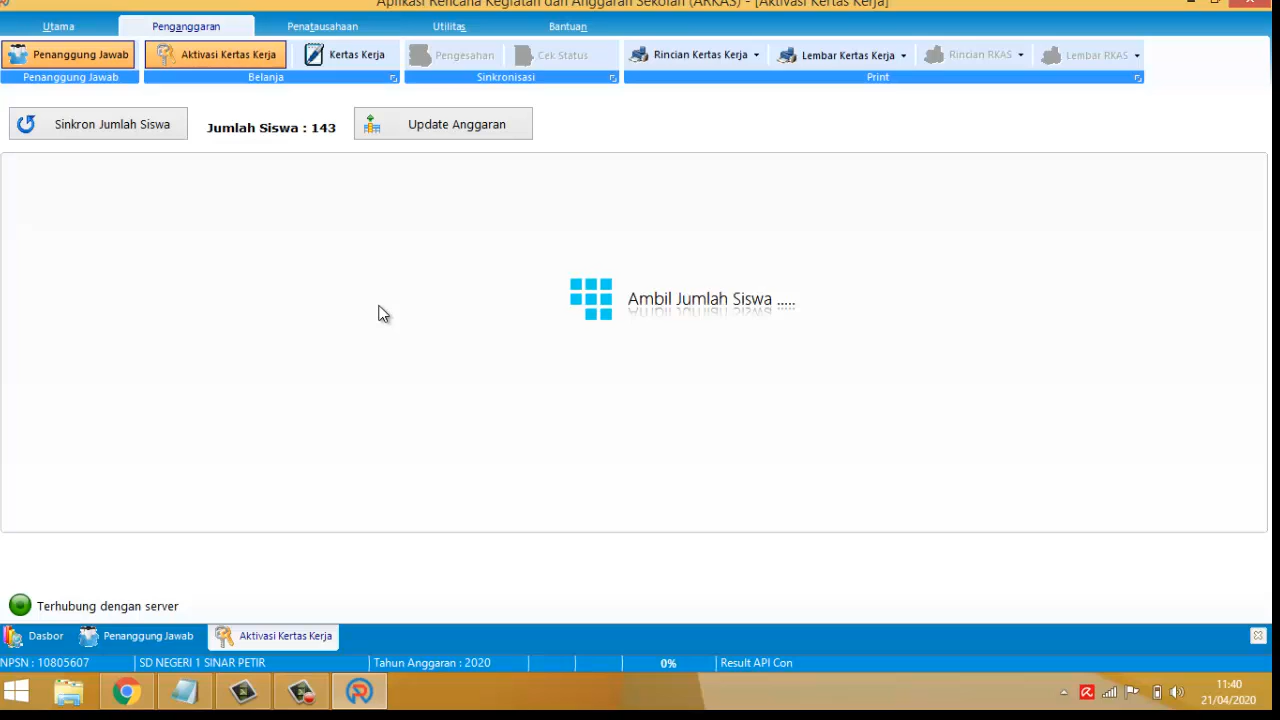 Aplikasi Rencana Kegiatan dan Anggaran Sekolah (ARKAS) - [Aktivasi Kertas Kerja]
Utama Penganggaran Penatausahaan Utilitas Bantuan
Penanggung Jawab Aktivasi Kertas Kerja Kertas Kerja Pengesahan Cek Status Rincian Kertas Kerja Lembar Kertas Kerja Rincian RKAS Lembar RKAS
Penanggung Jawab Belanja Sinkronisasi Print
Sinkron Jumlah Siswa Jumlah Siswa : 143 Update Anggaran
Ambil Jumlah Siswa .....
Terhubung dengan server
Dasbor Penanggung Jawab Aktivasi Kertas Kerja
NPSN : 10805607 SD NEGERI 1 SINAR PETIR Tahun Anggaran : 2020 0% Result API Con
11:40
21/04/2020